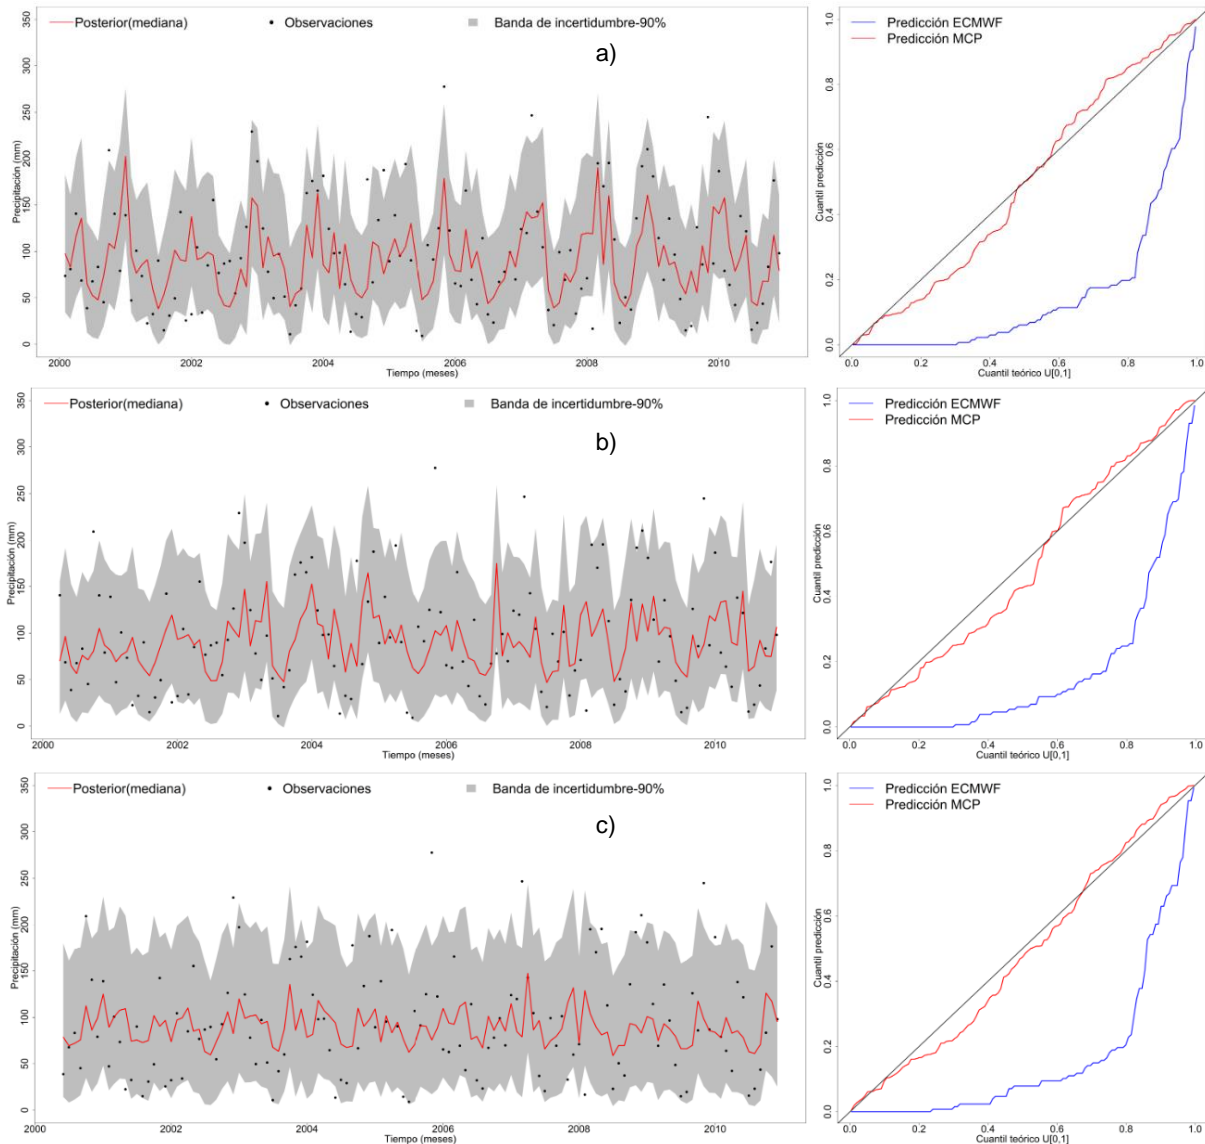 Posterior(mediana) Observaciones Banda de incertidumbre-90%
a)
Precipitación (mm)
350
300
250
200
150
100
50
0
2000 2002 2004 2006 2008 2010
Tiempo (meses)
Predicción ECMWF
Predicción MCP
Cuantil predicción
1.0
0.8
0.6
0.4
0.2
0.0
0.0 0.2 0.4 0.6 0.8 1.0
Cuantil teórico U[0,1]
Posterior(mediana) Observaciones Banda de incertidumbre-90%
b)
Precipitación (mm)
350
300
250
200
150
100
50
0
2000 2002 2004 2006 2008 2010
Tiempo (meses)
Predicción ECMWF
Predicción MCP
Cuantil predicción
1.0
0.8
0.6
0.4
0.2
0.0
0.0 0.2 0.4 0.6 0.8 1.0
Cuantil teórico U[0,1]
Posterior(mediana) Observaciones Banda de incertidumbre-90%
c)
Precipitación (mm)
350
300
250
200
150
100
50
0
2000 2002 2004 2006 2008 2010
Tiempo (meses)
Predicción ECMWF
Predicción MCP
Cuantil predicción
1.0
0.8
0.6
0.4
0.2
0.0
0.0 0.2 0.4 0.6 0.8 1.0
Cuantil teórico U[0,1]